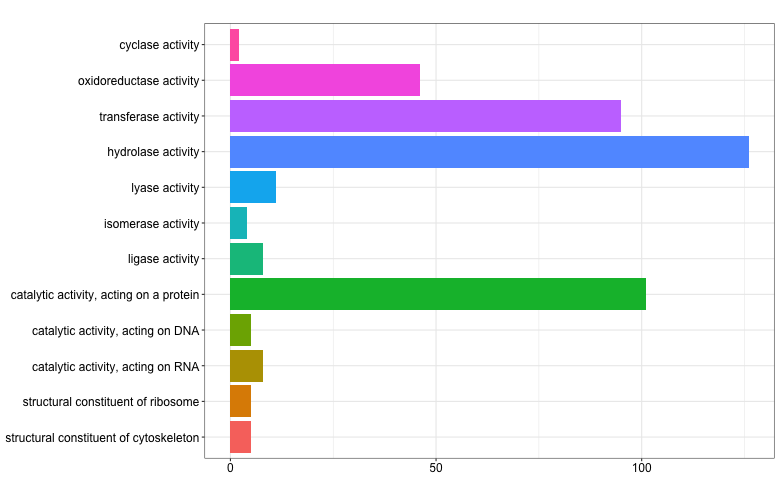 cyclase activity
oxidoreductase activity
transferase activity
hydrolase activity
lyase activity
isomerase activity
ligase activity
catalytic activity, acting on a protein
catalytic activity, acting on DNA
catalytic activity, acting on RNA
structural constituent of ribosome
structural constituent of cytoskeleton
0 50 100